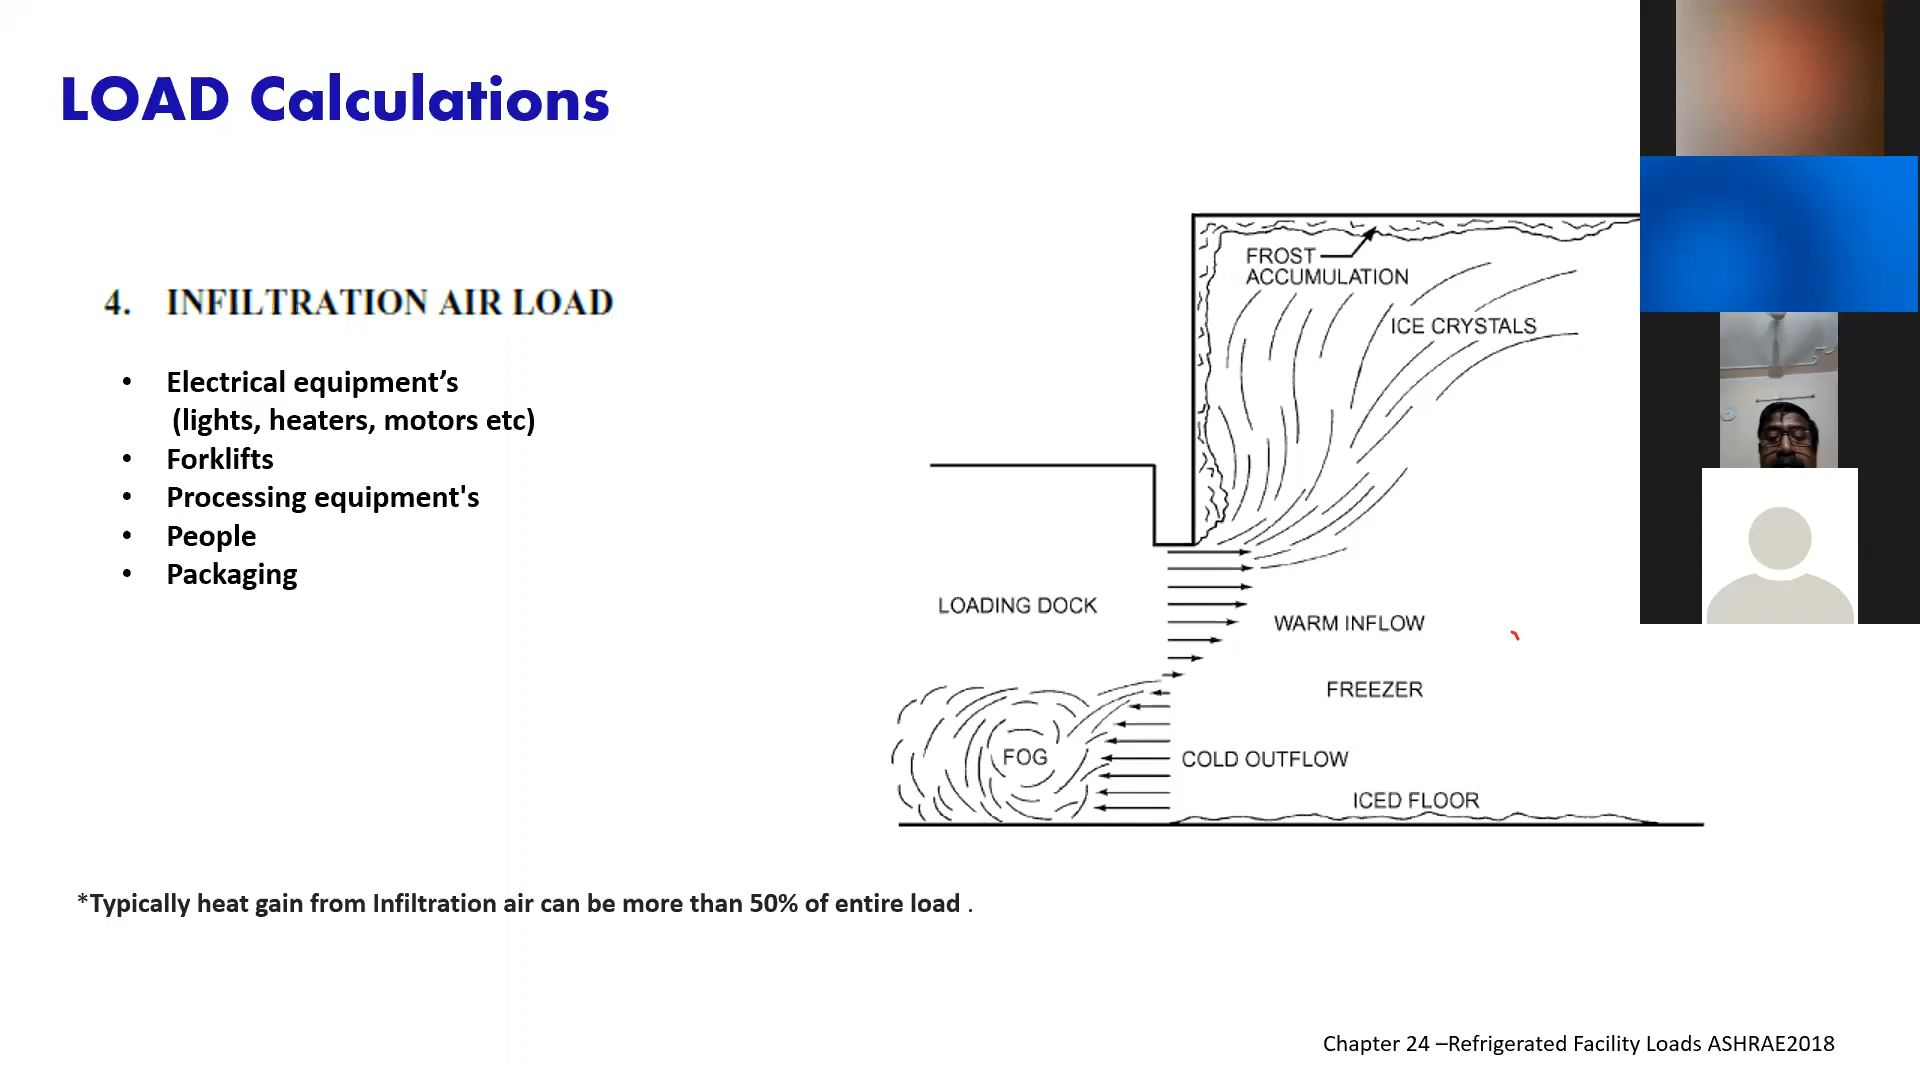 LOAD Calculations
4. INFILTRATION AIR LOAD
• Electrical equipment’s
(lights, heaters, motors etc)
• Forklifts
• Processing equipment's
• People
• Packaging
FROST
ACCUMULATION
ICE CRYSTALS
LOADING DOCK
WARM INFLOW
FREEZER
FOG
COLD OUTFLOW
ICED FLOOR
*Typically heat gain from Infiltration air can be more than 50% of entire load .
Chapter 24 –Refrigerated Facility Loads ASHRAE2018